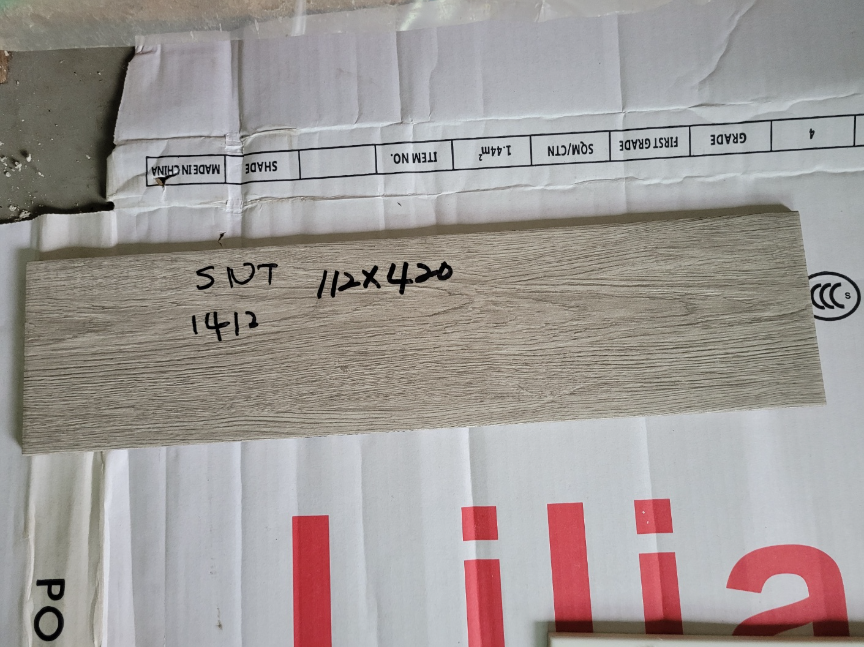 MADE IN CHINA
SHADE
ITEM NO.
1.44m²
SQM/CTN
FIRST GRADE
GRADE
4
SNT 112X420
1412
CCC S
Lilia
PO